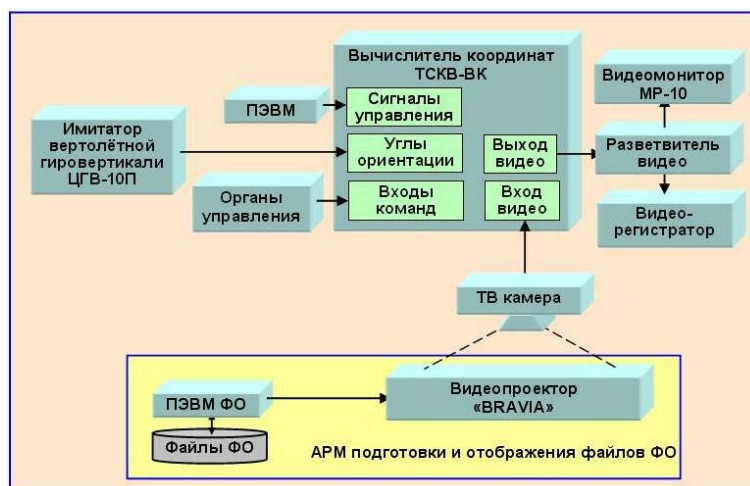 Вычислитель координат
ТСКВ-ВК
Сигналы
управления
Углы
ориентации
Входы
команд
Выход
видео
Вход
видео
ПЭВМ
Имитатор
вертолётной
гировертикали
ЦГВ-10П
Органы
управления
Видеомонитор
МР-10
Разветвитель
видео
Видео-
регистратор
ТВ камера
ПЭВМ ФО
Файлы ФО
Видеопроектор
«BRAVIA»
АРМ подготовки и отображения файлов ФО